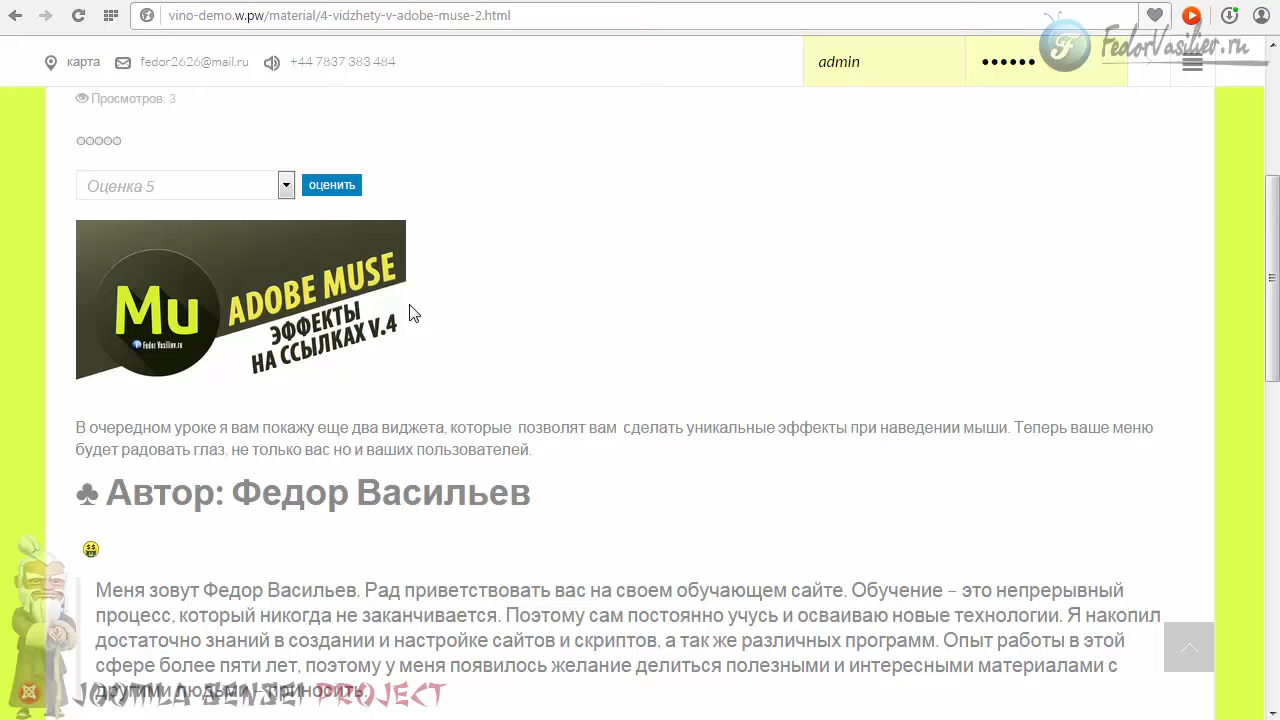 vino-demo.w.pw/material/4-vidzhety-v-adobe-muse-2.html
карта fedor2626@mail.ru +44 7837 383 484 admin ●●●●●●
FedorVasiliev.ru
Просмотров: 3
Оценка 5 оценить
Mu
Fedor Vasiliev.ru
ADOBE MUSE
ЭФФЕКТЫ
НА ССЫЛКАХ V.4
В очередном уроке я вам покажу еще два виджета, которые позволят вам сделать уникальные эффекты при наведении мыши. Теперь ваше меню
будет радовать глаз, не только вас но и ваших пользователей.
♣ Автор: Федор Васильев
Меня зовут Федор Васильев. Рад приветствовать вас на своем обучающем сайте. Обучение – это непрерывный
процесс, который никогда не заканчивается. Поэтому сам постоянно учусь и осваиваю новые технологии. Я накопил
достаточно знаний в создании и настройке сайтов и скриптов, а так же различных программ. Опыт работы в этой
сфере более пяти лет, поэтому у меня появилось желание делиться полезными и интересными материалами с
другими людьми – приносить.
JOOMLA SENSEI PROJECT